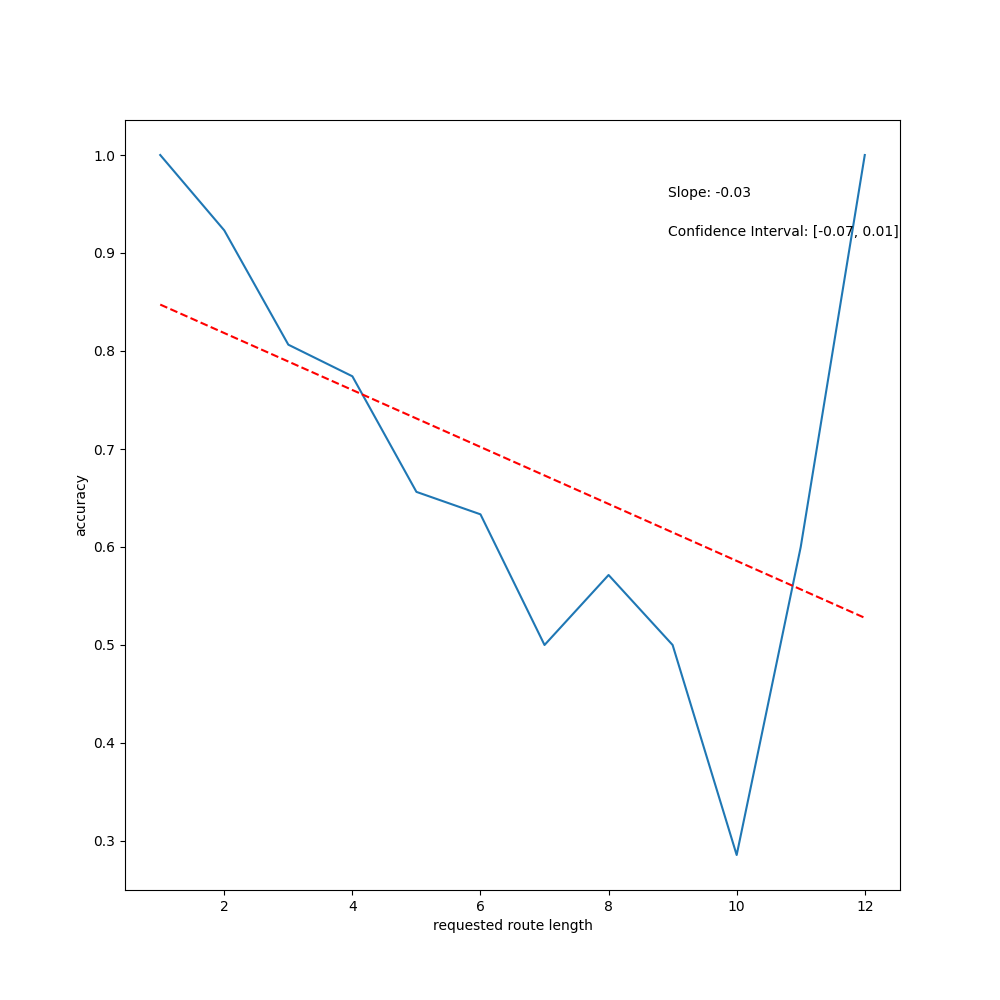 1.0
0.9
0.8
0.7
0.6
0.5
0.4
0.3
accuracy
Slope: -0.03
Confidence Interval: [-0.07, 0.01]
2 4 6 8 10 12
requested route length